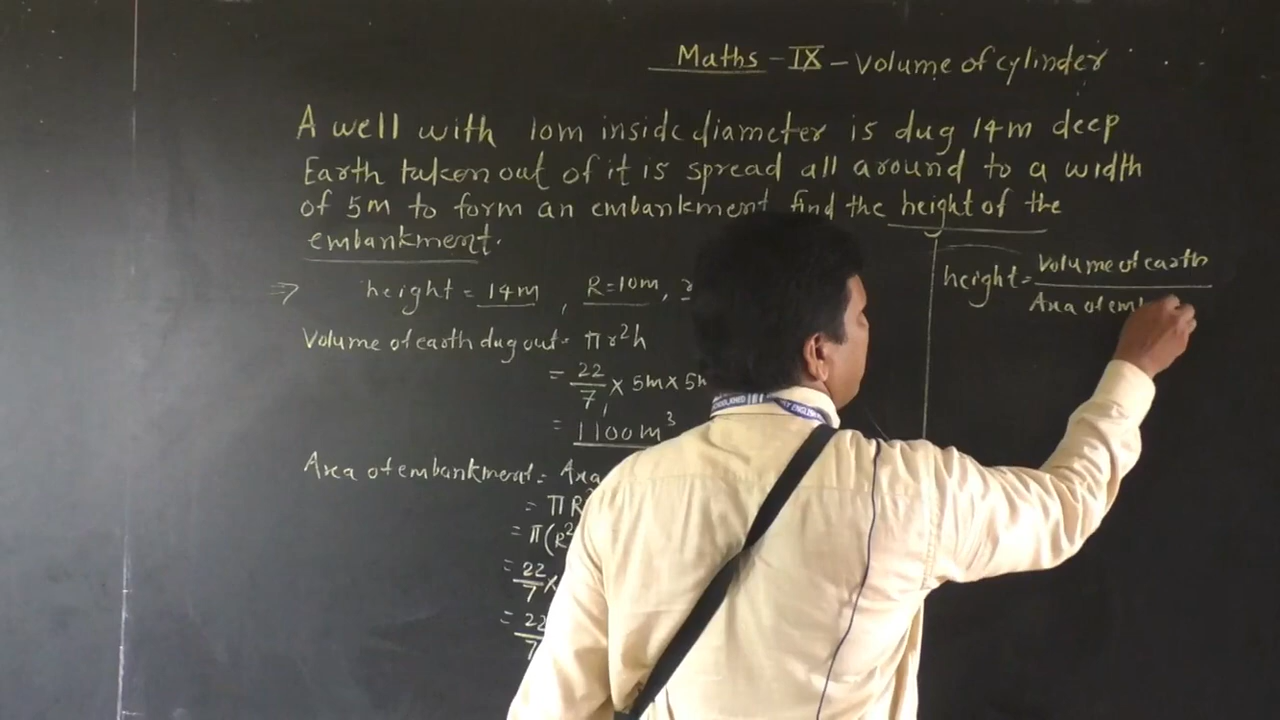 Maths - IX - Volume of cylinder
A well with 10m inside diameter is dug 14m deep
Earth taken out of it is spread all around to a width
of 5m to form an embankment find the height of the
embankment.
⇒ height = 14m , R=10m ,
Volume of earth dug out = πr²h
= 22/7 × 5m × 5
= 1100m³
Area of embankment = Area
= πR
= π(R²
= 22/7 ×
= 22/7
height = Volume of earth
Area of emb